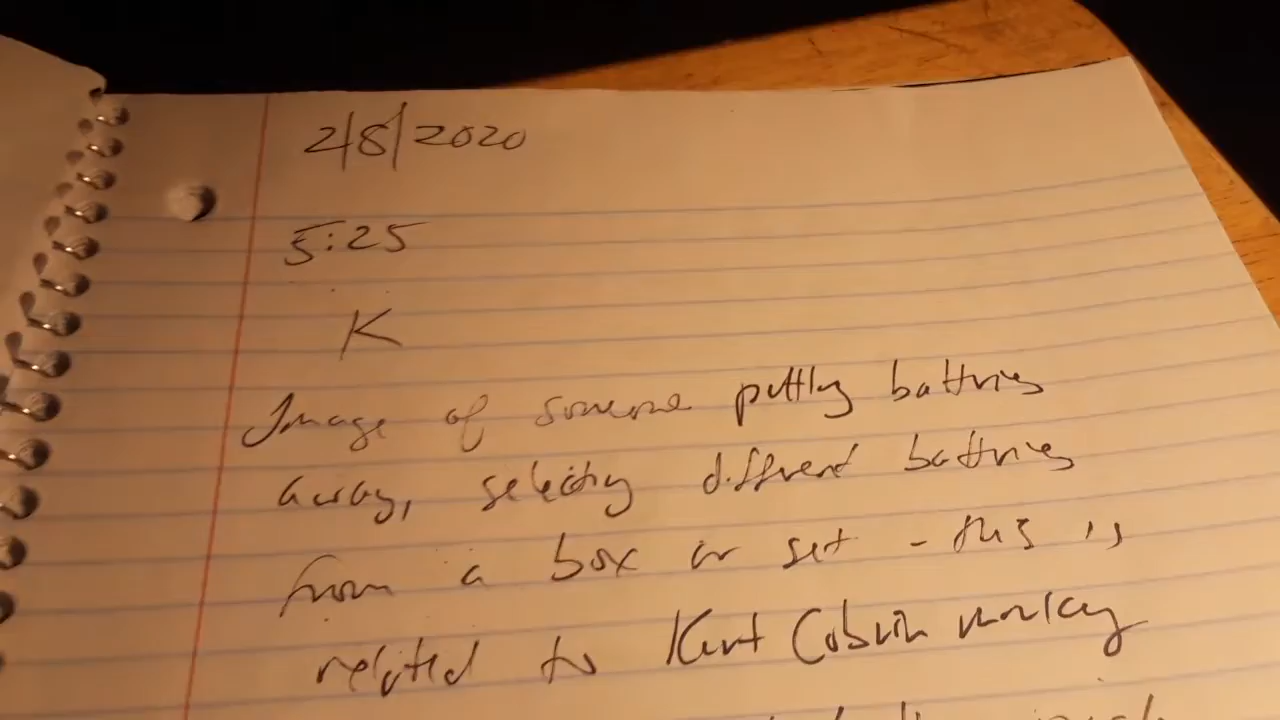 2/8/2020
5:25
K
Image of someone putting batteries
away, selecting different batteries
from a box or set - this is
related to Kurt Cobain